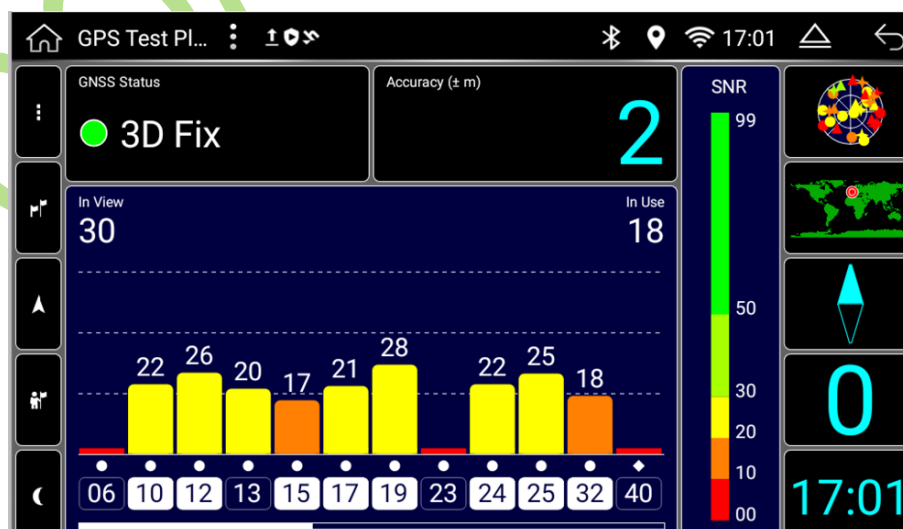 GPS Test Pl...
17:01
GNSS Status
3D Fix
Accuracy (± m)
2
In View
30
In Use
18
22 26 20 17 21 28 22 25 18
06 10 12 13 15 17 19 23 24 25 32 40
SNR
99
50
30
20
10
00
0
17:01